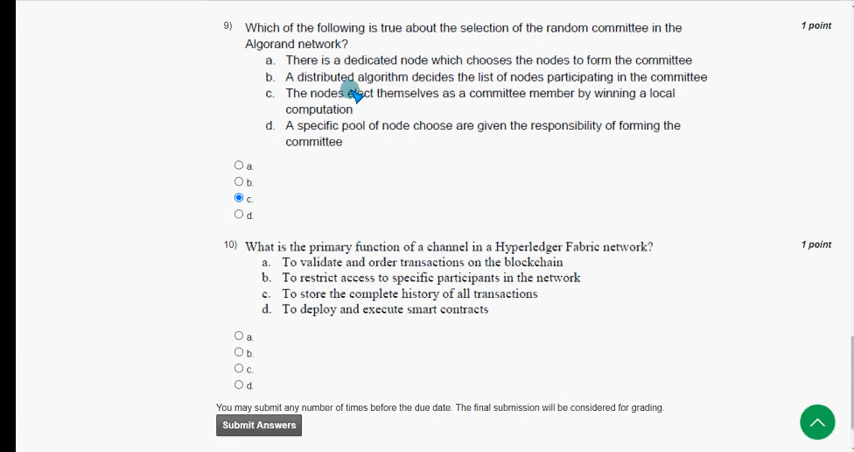 9) Which of the following is true about the selection of the random committee in the 1 point
Algorand network?
a. There is a dedicated node which chooses the nodes to form the committee
b. A distributed algorithm decides the list of nodes participating in the committee
c. The nodes elect themselves as a committee member by winning a local
computation
d. A specific pool of node choose are given the responsibility of forming the
committee
a.
b.
c.
d.
10) What is the primary function of a channel in a Hyperledger Fabric network? 1 point
a. To validate and order transactions on the blockchain
b. To restrict access to specific participants in the network
c. To store the complete history of all transactions
d. To deploy and execute smart contracts
a.
b.
c.
d.
You may submit any number of times before the due date. The final submission will be considered for grading.
Submit Answers